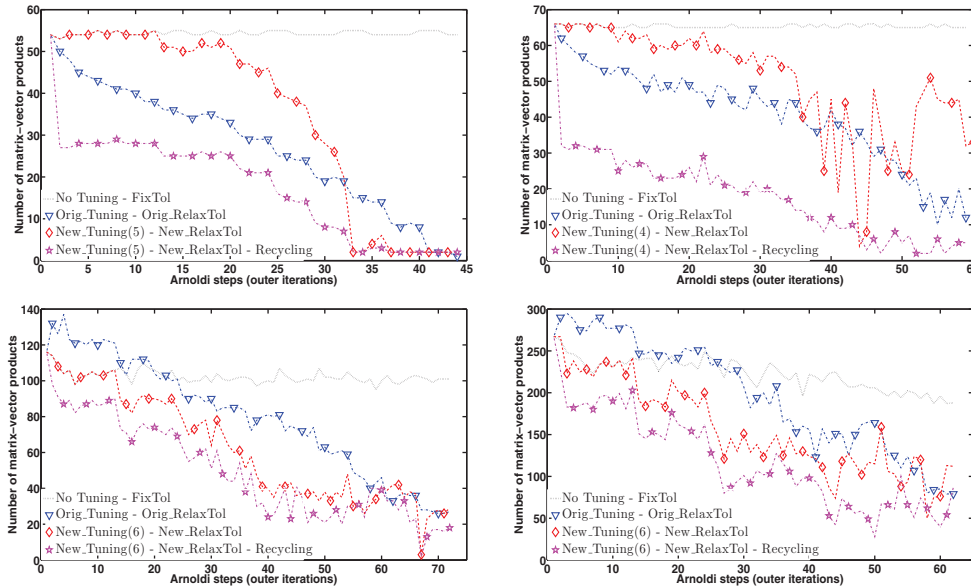 Number of matrix-vector products
60
50
40
30
20
10
0
No Tuning - FixTol
Orig_Tuning - Orig_RelaxTol
New_Tuning(5) - New_RelaxTol
New_Tuning(5) - New_RelaxTol - Recycling
0 5 10 15 20 25 30 35 40 45
Arnoldi steps (outer iterations)
Number of matrix-vector products
70
60
50
40
30
20
10
0
No Tuning - FixTol
Orig_Tuning - Orig_RelaxTol
New_Tuning(4) - New_RelaxTol
New_Tuning(4) - New_RelaxTol - Recycling
0 10 20 30 40 50 60
Arnoldi steps (outer iterations)
Number of matrix-vector products
140
120
100
80
60
40
20
0
No Tuning - FixTol
Orig_Tuning - Orig_RelaxTol
New_Tuning(6) - New_RelaxTol
New_Tuning(6) - New_RelaxTol - Recycling
0 10 20 30 40 50 60 70
Arnoldi steps (outer iterations)
Number of matrix-vector products
300
250
200
150
100
50
0
No Tuning - FixTol
Orig_Tuning - Orig_RelaxTol
New_Tuning(6) - New_RelaxTol
New_Tuning(6) - New_RelaxTol - Recycling
0 10 20 30 40 50 60
Arnoldi steps (outer iterations)